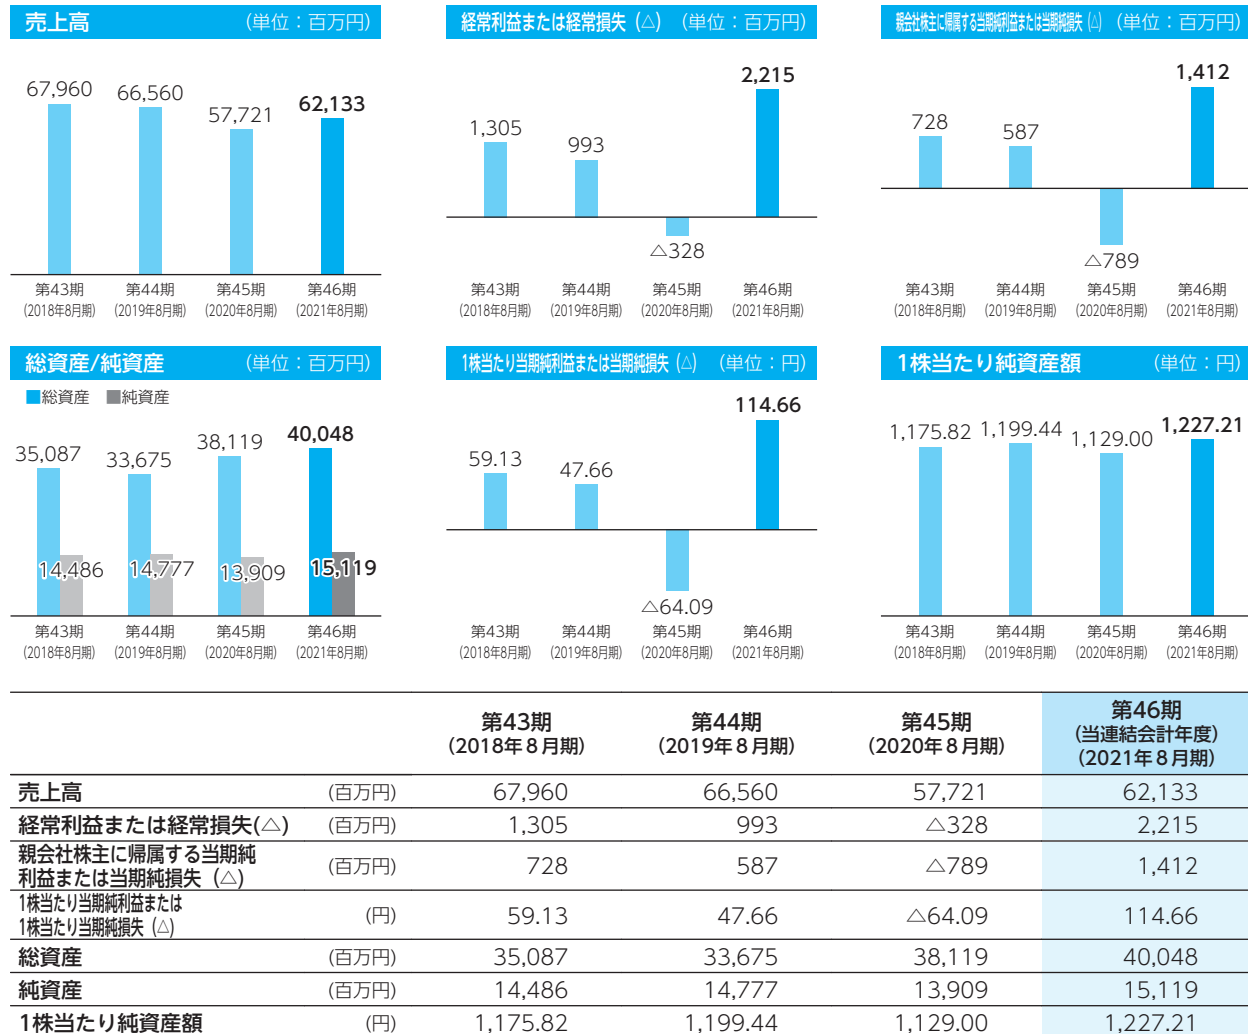 売上高 (単位：百万円)
67,960
66,560
57,721
62,133
第43期
(2018年8月期)
第44期
(2019年8月期)
第45期
(2020年8月期)
第46期
(2021年8月期)
経常利益または経常損失 (△) (単位：百万円)
1,305
993
△328
2,215
第43期
(2018年8月期)
第44期
(2019年8月期)
第45期
(2020年8月期)
第46期
(2021年8月期)
親会社株主に帰属する当期純利益または当期純損失 (△) (単位：百万円)
728
587
△789
1,412
第43期
(2018年8月期)
第44期
(2019年8月期)
第45期
(2020年8月期)
第46期
(2021年8月期)
総資産/純資産 (単位：百万円)
■総資産 ■純資産
35,087
14,486
33,675
14,777
38,119
13,909
40,048
15,119
第43期
(2018年8月期)
第44期
(2019年8月期)
第45期
(2020年8月期)
第46期
(2021年8月期)
1株当たり当期純利益または当期純損失 (△) (単位：円)
59.13
47.66
△64.09
114.66
第43期
(2018年8月期)
第44期
(2019年8月期)
第45期
(2020年8月期)
第46期
(2021年8月期)
1株当たり純資産額 (単位：円)
1,175.82
1,199.44
1,129.00
1,227.21
第43期
(2018年8月期)
第44期
(2019年8月期)
第45期
(2020年8月期)
第46期
(2021年8月期)
第43期
(2018年8月期)
第44期
(2019年8月期)
第45期
(2020年8月期)
第46期
(当連結会計年度)
(2021年8月期)
売上高 (百万円) 67,960 66,560 57,721 62,133
経常利益または経常損失(△) (百万円) 1,305 993 △328 2,215
親会社株主に帰属する当期純
利益または当期純損失 (△) (百万円) 728 587 △789 1,412
1株当たり当期純利益または
1株当たり当期純損失 (△) (円) 59.13 47.66 △64.09 114.66
総資産 (百万円) 35,087 33,675 38,119 40,048
純資産 (百万円) 14,486 14,777 13,909 15,119
1株当たり純資産額 (円) 1,175.82 1,199.44 1,129.00 1,227.21